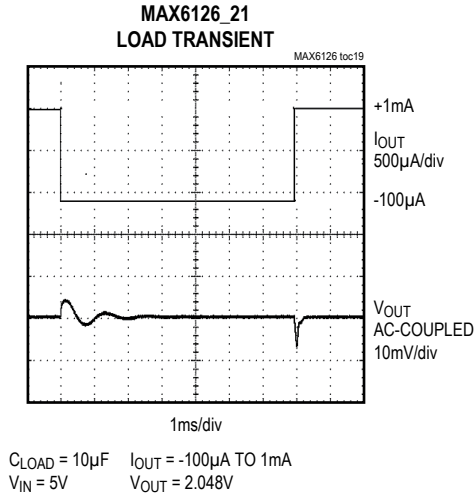 MAX6126_21
LOAD TRANSIENT
MAX6126 toc19
+1mA
IOUT
500µA/div
-100µA
VOUT
AC-COUPLED
10mV/div
1ms/div
CLOAD = 10µF IOUT = -100µA TO 1mA
VIN = 5V VOUT = 2.048V